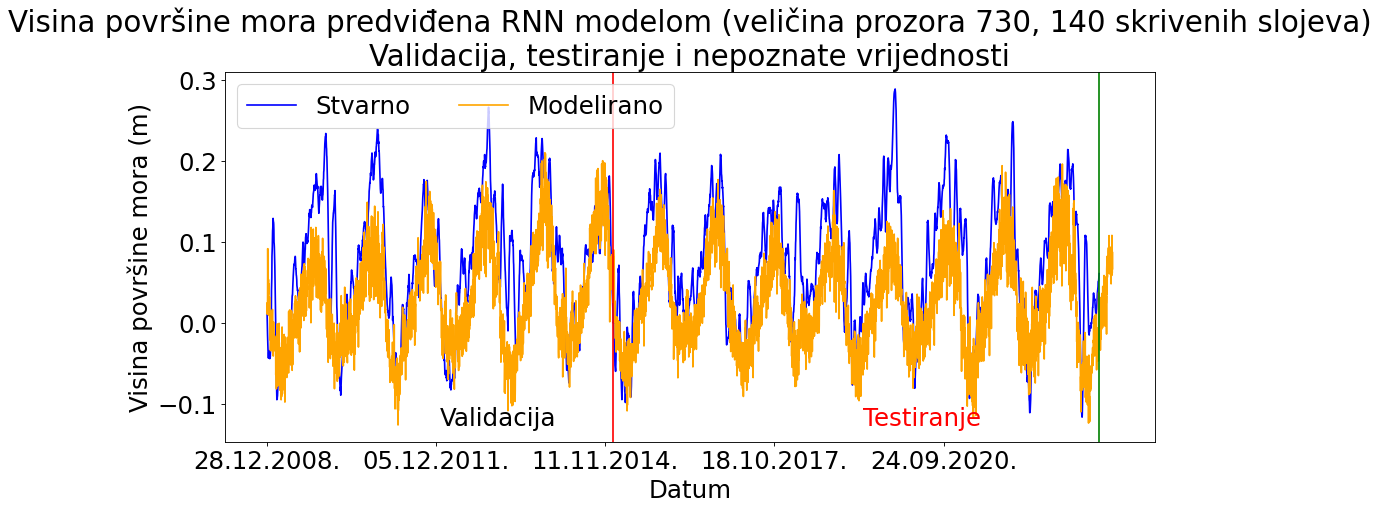 Visina površine mora predviđena RNN modelom (veličina prozora 730, 140 skrivenih slojeva)
Validacija, testiranje i nepoznate vrijednosti
Stvarno
Modelirano
Visina površine mora (m)
0.3
0.2
0.1
0.0
−0.1
Validacija
Testiranje
28.12.2008.
05.12.2011.
11.11.2014.
18.10.2017.
24.09.2020.
Datum